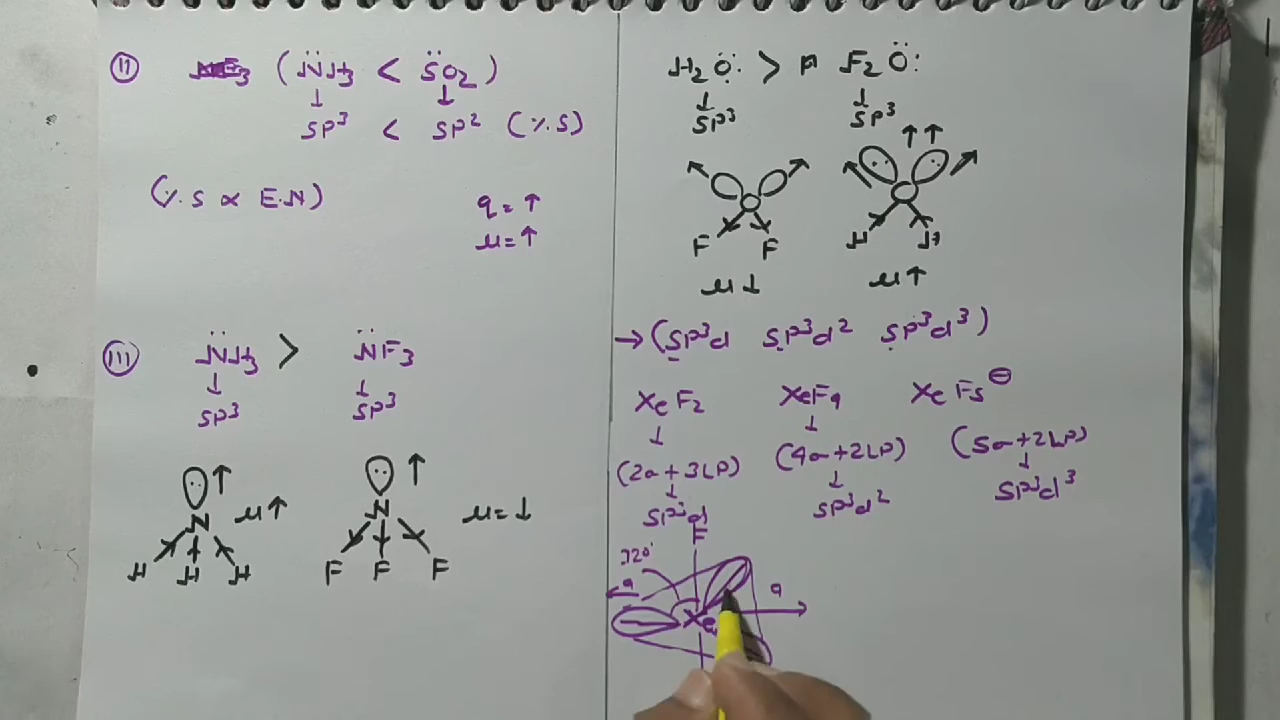 (ii) (N̈H₃ < S̈O₂)
↓ ↓
SP³ < SP² (%.S)
(%.S ∝ E.N)
q = ↑
μ = ↑
(iii) N̈H₃ > N̈F₃
↓ ↓
SP³ SP³
↑ ↑
N μ↑ N μ=↓
H H H F F F
H₂Ö: > F₂Ö:
↓ ↓
SP³ SP³
↑↑
F F H H
μ↓ μ↑
→ (SP³d SP³d² SP³d³)
XeF₂ XeF₄ XeF₅⊖
↓ ↓
(2σ+3LP) (4σ+2LP) (5σ+2LP)
↓ ↓ ↓
SP³d SP³d² SP³d³
F
120°
q q
Xe